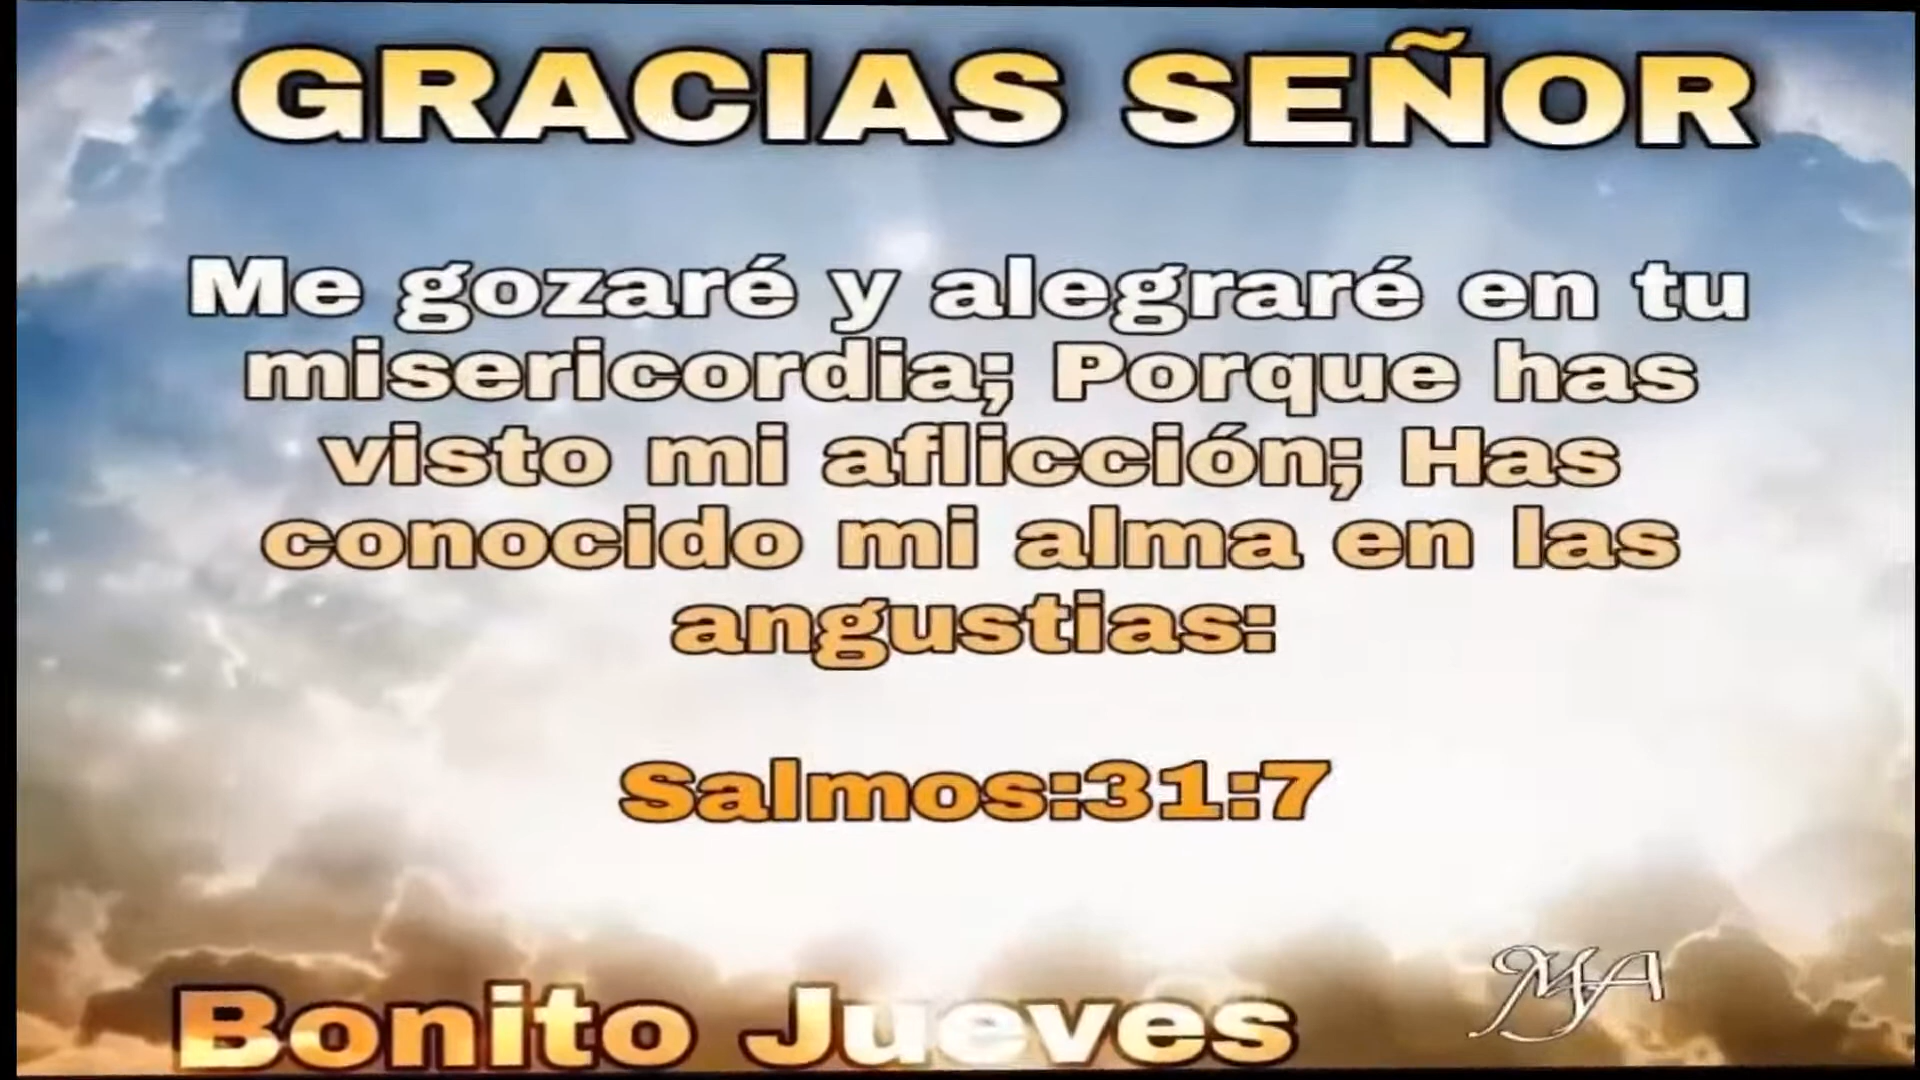 GRACIAS SEÑOR
Me gozaré y alegraré en tu
misericordia; Porque has
visto mi aflicción; Has
conocido mi alma en las
angustias:
Salmos:31:7
Bonito Jueves
MA